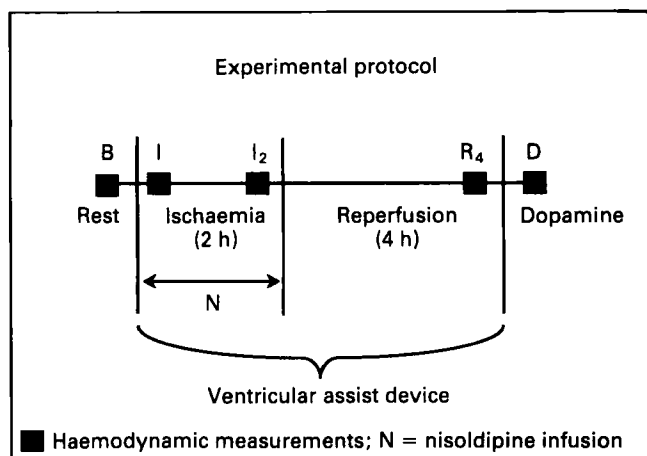 Experimental protocol
B I I₂ R₄ D
Rest Ischaemia Reperfusion Dopamine
(2 h) (4 h)
N
Ventricular assist device
Haemodynamic measurements; N = nisoldipine infusion